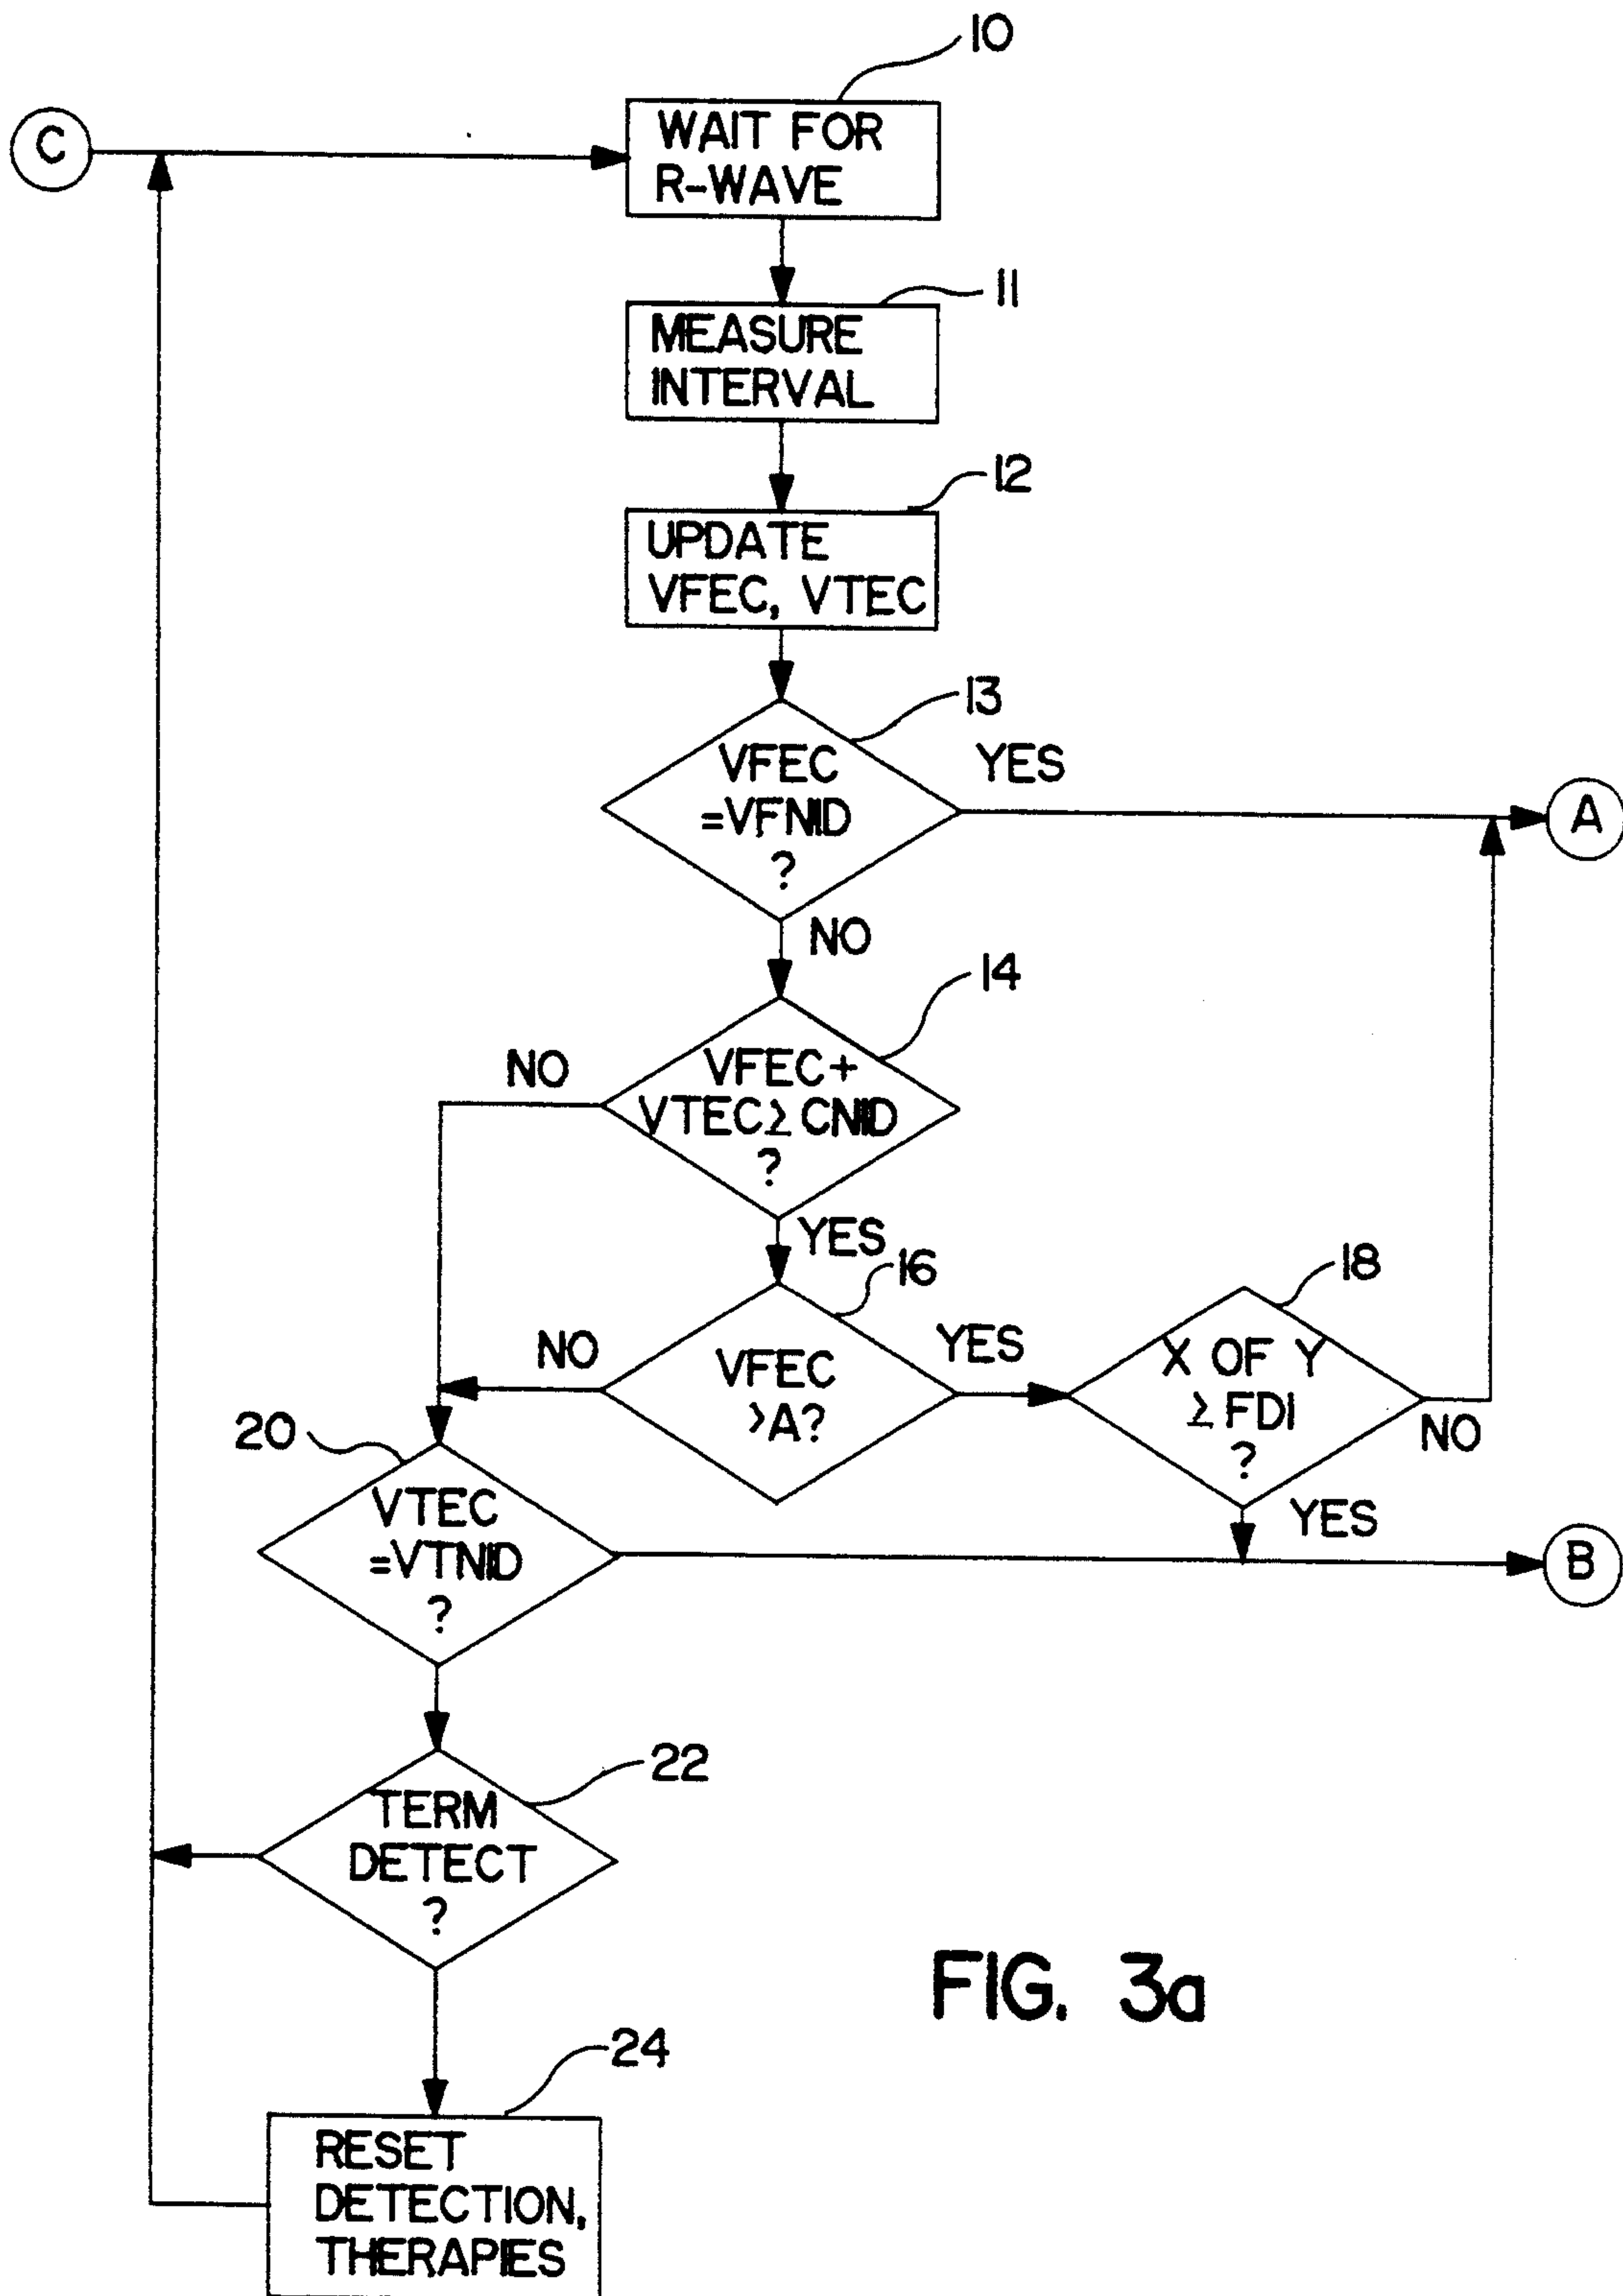 10
C
WAIT FOR
R-WAVE
11
MEASURE
INTERVAL
12
UPDATE
VFEC, VTEC
13
VFEC
=VFNID
?
YES
A
NO
14
NO
VFEC+
VTEC≥ CNID
?
YES
16
18
NO
VFEC
>A?
YES
X OF Y
≥ FDI
?
NO
YES
20
VTEC
=VTNID
?
B
22
TERM
DETECT
?
FIG. 3a
24
RESET
DETECTION,
THERAPIES